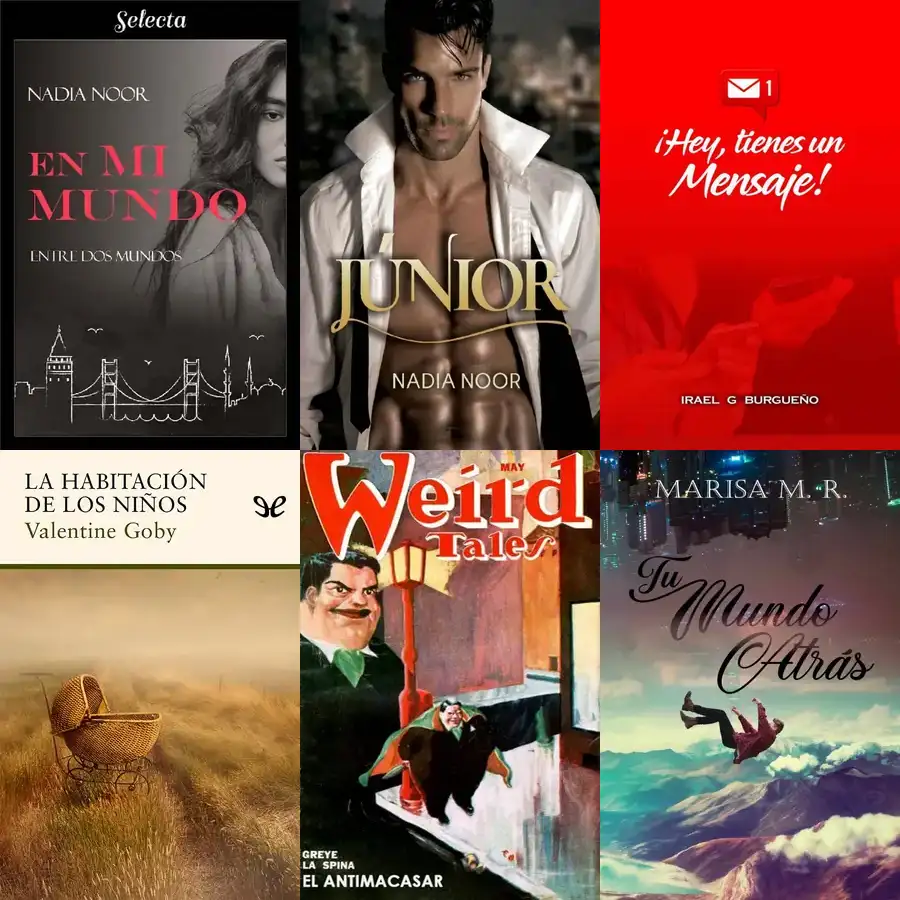 Selecta
NADIA NOOR
EN MI
MUNDO
ENTRE DOS MUNDOS
JÚNIOR
NADIA NOOR
1
¡Hey, tienes un
Mensaje!
IRAEL G BURGUEÑO
LA HABITACIÓN
DE LOS NIÑOS
Valentine Goby
MAY
Weird
Tales
GREYE
LA SPINA
EL ANTIMACASAR
MARISA M. R.
Tu
Mundo
Atrás